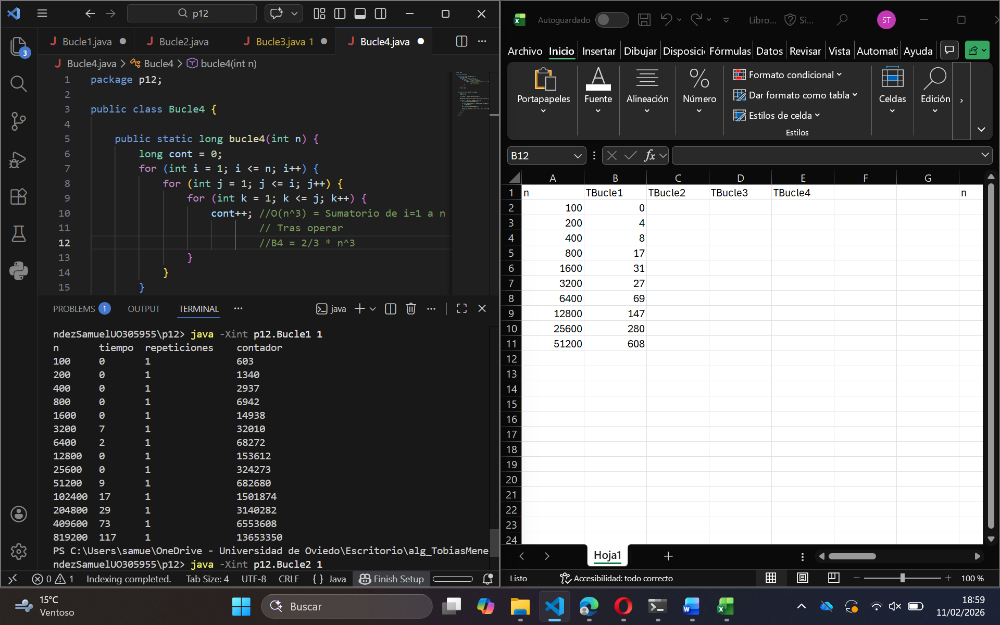 p12
Bucle1.java
Bucle2.java
Bucle3.java 1
Bucle4.java
Bucle4.java > Bucle4 > bucle4(int n)
3
1 package p12;
2
3 public class Bucle4 {
4
5 public static long bucle4(int n) {
6 long cont = 0;
7 for (int i = 1; i <= n; i++) {
8 for (int j = 1; j <= i; j++) {
9 for (int k = 1; k <= j; k++) {
10 cont++; //O(n^3) = Sumatorio de i=1 a n
11 // Tras operar
12 //B4 = 2/3 * n^3
13 }
14 }
15 }
PROBLEMS 1 OUTPUT TERMINAL ··· java
ndezSamuelUO305955\p12> java -Xint p12.Bucle1 1
n tiempo repeticiones contador
100 0 1 603
200 0 1 1340
400 0 1 2937
800 0 1 6942
1600 0 1 14938
3200 7 1 32010
6400 2 1 68272
12800 0 1 153612
25600 0 1 324273
51200 9 1 682680
102400 17 1 1501874
204800 29 1 3140282
409600 73 1 6553608
819200 117 1 13653350
PS C:\Users\samue\OneDrive - Universidad de Oviedo\Escritorio\alg_TobiasMene
ndezSamuelUO305955\p12> java -Xint p12.Bucle2 1
0 1 Indexing completed. Tab Size: 4 UTF-8 CRLF { } Java Finish Setup
Autoguardado Libro... Si... ST
Archivo Inicio Insertar Dibujar Disposici Fórmulas Datos Revisar Vista Automati Ayuda
Portapapeles
Fuente
Alineación
Número
Formato condicional
Dar formato como tabla
Estilos de celda
Estilos
Celdas
Edición
B12 fx
A B C D E F G
1 n TBucle1 TBucle2 TBucle3 TBucle4 n
2 100 0
3 200 4
4 400 8
5 800 17
6 1600 31
7 3200 27
8 6400 69
9 12800 147
10 25600 280
11 51200 608
12
13
14
15
16
17
18
19
20
21
22
23
24
Hoja1
Listo Accesibilidad: todo correcto 100 %
15°C
Ventoso
Buscar
18:59
11/02/2026